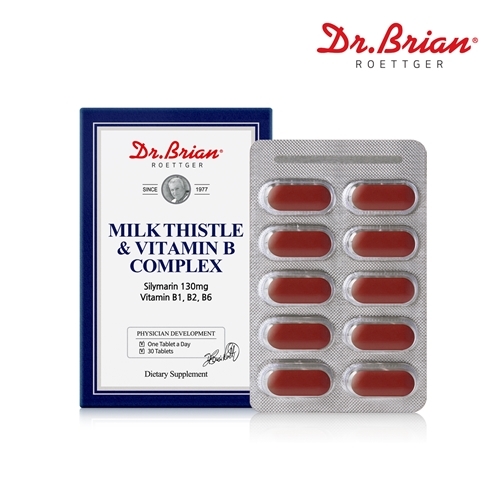 Dr.Brian®
ROETTGER
Dr.Brian®
ROETTGER
SINCE 1977
MILK THISTLE
& VITAMIN B
COMPLEX
Silymarin 130mg
Vitamin B1, B2, B6
PHYSICIAN DEVELOPMENT
One Tablet a Day
30 Tablets
Dietary Supplement